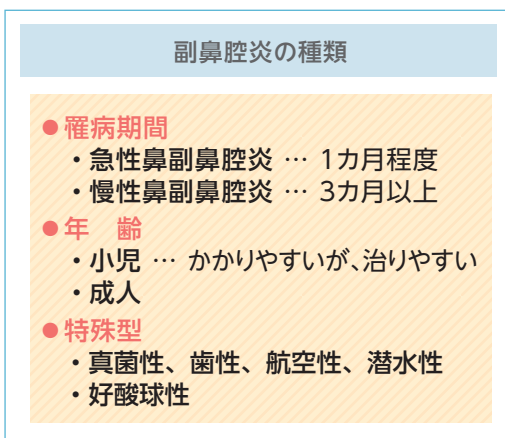 副鼻腔炎の種類
●罹病期間
・急性鼻副鼻腔炎 … 1カ月程度
・慢性鼻副鼻腔炎 … 3カ月以上
●年　齢
・小児 … かかりやすいが、治りやすい
・成人
●特殊型
・真菌性、歯性、航空性、潜水性
・好酸球性